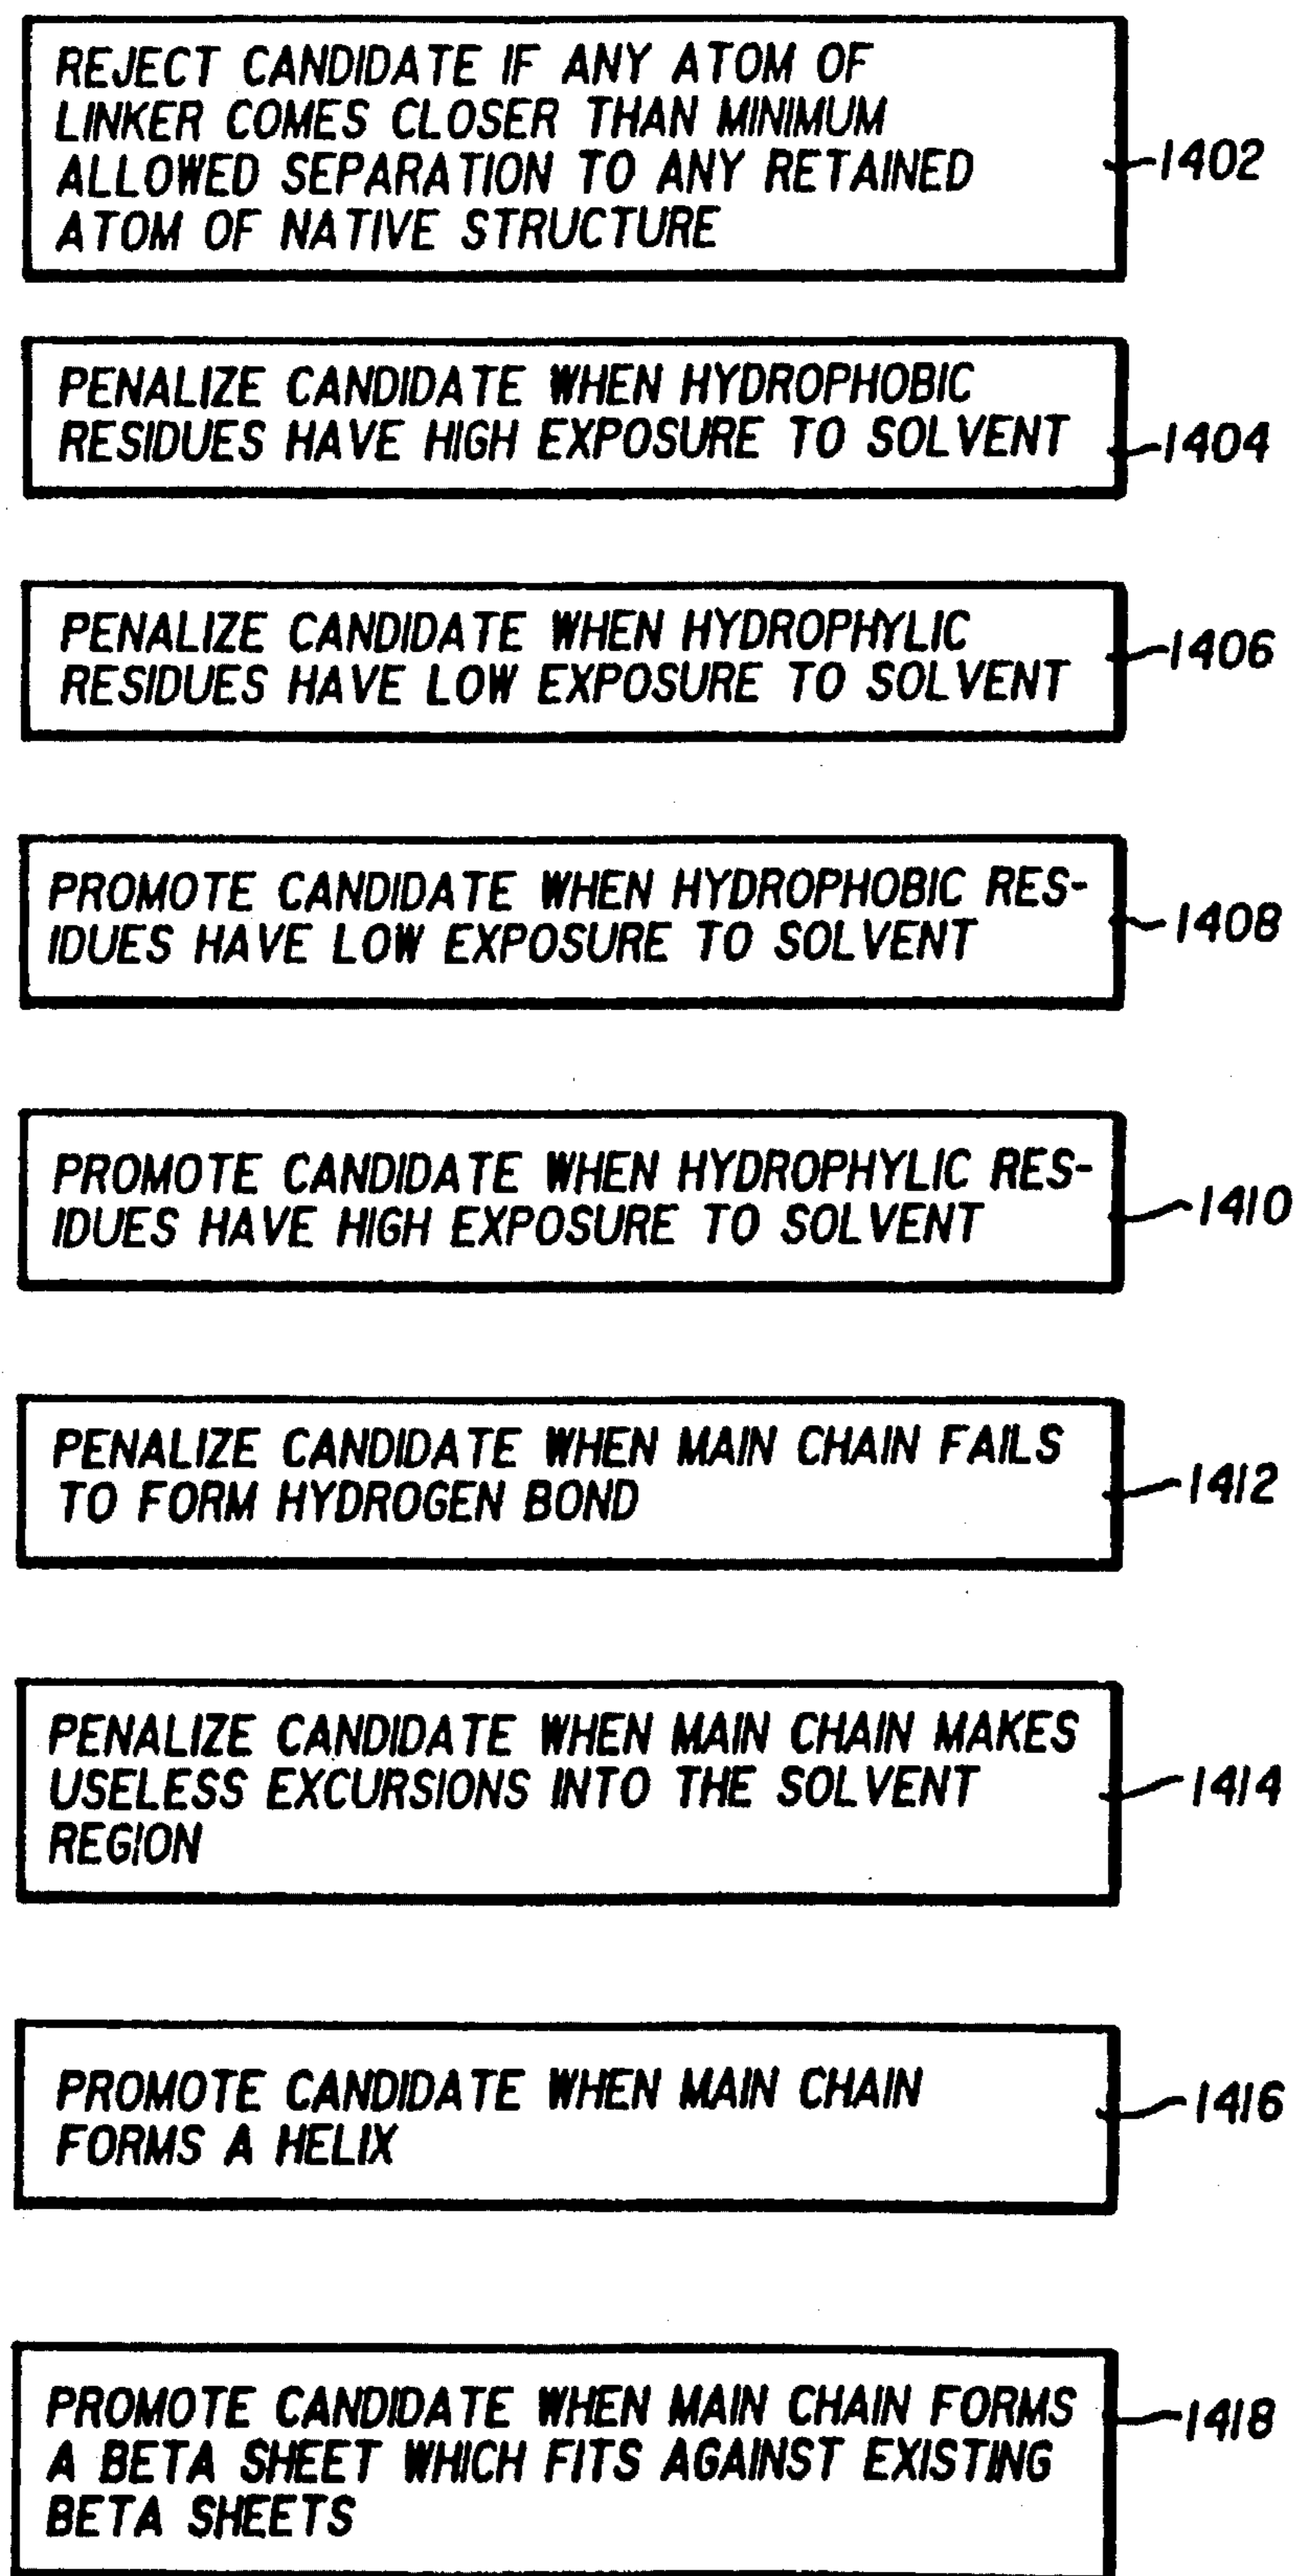 REJECT CANDIDATE IF ANY ATOM OF
LINKER COMES CLOSER THAN MINIMUM
ALLOWED SEPARATION TO ANY RETAINED
ATOM OF NATIVE STRUCTURE
1402
PENALIZE CANDIDATE WHEN HYDROPHOBIC
RESIDUES HAVE HIGH EXPOSURE TO SOLVENT
1404
PENALIZE CANDIDATE WHEN HYDROPHYLIC
RESIDUES HAVE LOW EXPOSURE TO SOLVENT
1406
PROMOTE CANDIDATE WHEN HYDROPHOBIC RES-
IDUES HAVE LOW EXPOSURE TO SOLVENT
1408
PROMOTE CANDIDATE WHEN HYDROPHYLIC RES-
IDUES HAVE HIGH EXPOSURE TO SOLVENT
1410
PENALIZE CANDIDATE WHEN MAIN CHAIN FAILS
TO FORM HYDROGEN BOND
1412
PENALIZE CANDIDATE WHEN MAIN CHAIN MAKES
USELESS EXCURSIONS INTO THE SOLVENT
REGION
1414
PROMOTE CANDIDATE WHEN MAIN CHAIN
FORMS A HELIX
1416
PROMOTE CANDIDATE WHEN MAIN CHAIN FORMS
A BETA SHEET WHICH FITS AGAINST EXISTING
BETA SHEETS
1418